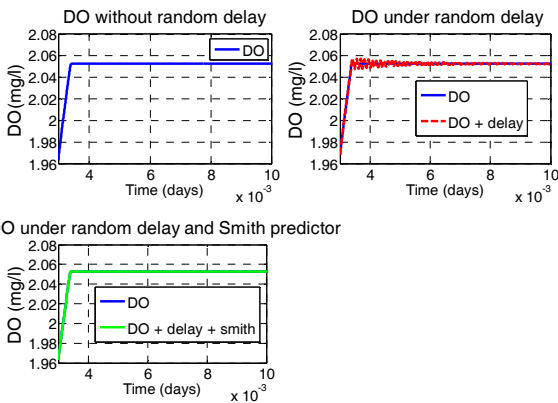 DO without random delay
DO (mg/l)
2.08
2.06
2.04
2.02
2
1.98
1.96
DO
4
6
8
10
Time (days)
x 10⁻³
DO under random delay
DO (mg/l)
2.08
2.06
2.04
2.02
2
1.98
1.96
DO
DO + delay
4
6
8
10
Time (days)
x 10⁻³
O under random delay and Smith predictor
DO (mg/l)
2.08
2.06
2.04
2.02
2
1.98
1.96
DO
DO + delay + smith
4
6
8
10
Time (days)
x 10⁻³